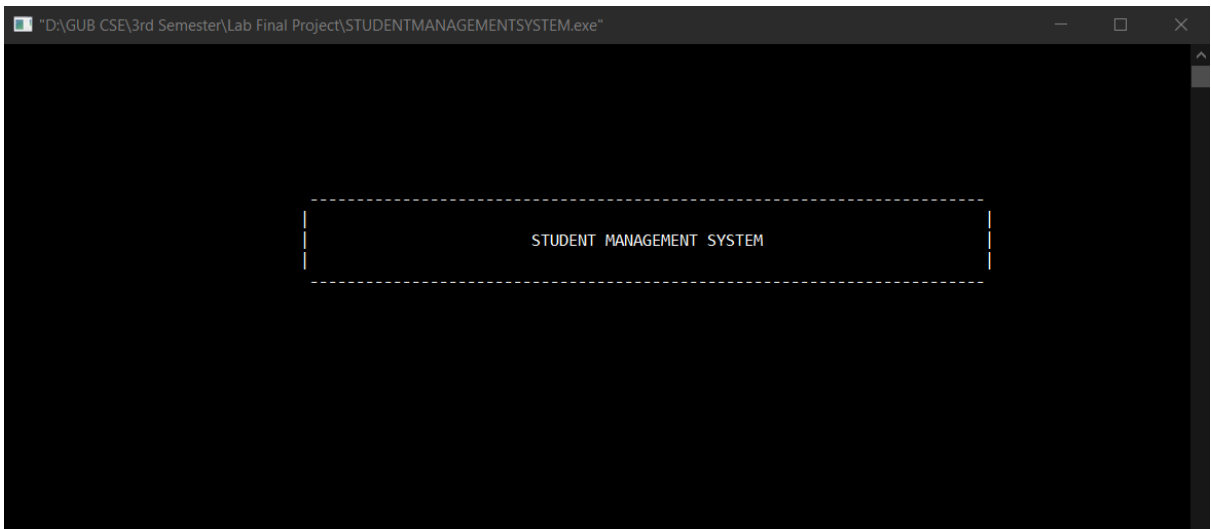 "D:\GUB CSE\3rd Semester\Lab Final Project\STUDENTMANAGEMENTSYSTEM.exe"
STUDENT MANAGEMENT SYSTEM